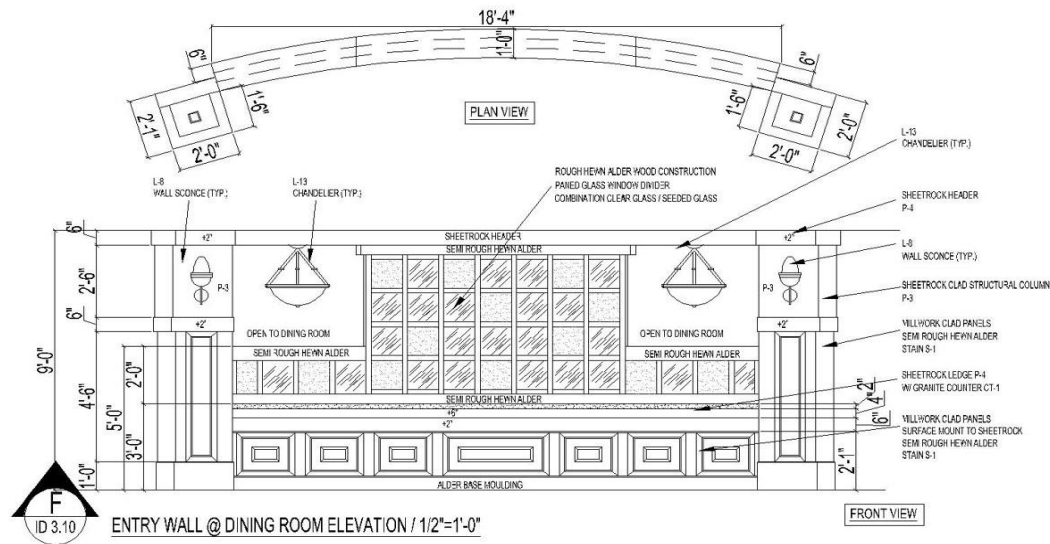 18'-4"
1'-0"
6"
6"
1'-6"
1'-6"
2'-1"
2'-0"
2'-0"
2'-0"
PLAN VIEW
L-8
WALL SCONCE (TYP.)
L-13
CHANDELIER (TYP.)
ROUGH HEWN ALDER WOOD CONSTRUCTION
PANED GLASS WINDOW DIVIDER
COMBINATION CLEAR GLASS / SEEDED GLASS
L-13
CHANDELIER (TYP.)
SHEETROCK HEADER
P-4
L-8
WALL SCONCE (TYP.)
SHEETROCK CLAD STRUCTURAL COLUMN
P-3
MILLWORK CLAD PANELS
SEMI ROUGH HEWN ALDER
STAIN S-1
SHEETROCK LEDGE P-4
W/ GRANITE COUNTER CT-1
MILLWORK CLAD PANELS
SURFACE MOUNT TO SHEETROCK
SEMI ROUGH HEWN ALDER
STAIN S-1
6"
+2"
SHEETROCK HEADER
+2"
SEMI ROUGH HEWN ALDER
2'-6"
P-3
P-3
6"
+2"
+2"
OPEN TO DINING ROOM
OPEN TO DINING ROOM
9'-0"
SEMI ROUGH HEWN ALDER
SEMI ROUGH HEWN ALDER
4'-6"
5'-0"
2'-0"
SEMI ROUGH HEWN ALDER
+6"
+2"
2"
4"
6"
3'-0"
2'-1"
1'-0"
ALDER BASE MOULDING
F
ID 3.10
ENTRY WALL @ DINING ROOM ELEVATION / 1/2"=1'-0"
FRONT VIEW